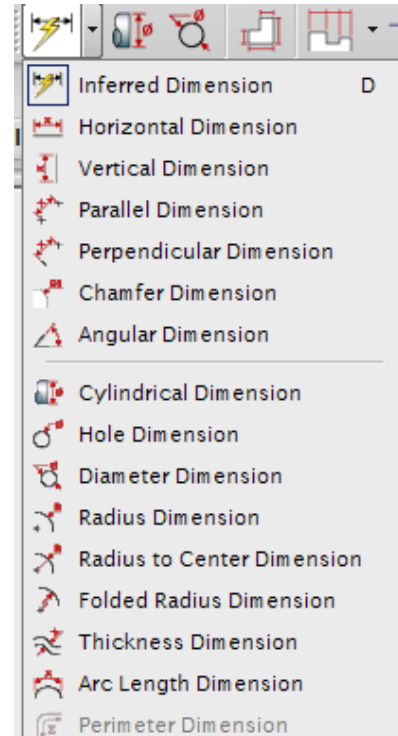 Inferred Dimension D
Horizontal Dimension
Vertical Dimension
Parallel Dimension
Perpendicular Dimension
Chamfer Dimension
Angular Dimension
Cylindrical Dimension
Hole Dimension
Diameter Dimension
Radius Dimension
Radius to Center Dimension
Folded Radius Dimension
Thickness Dimension
Arc Length Dimension
Perimeter Dimension